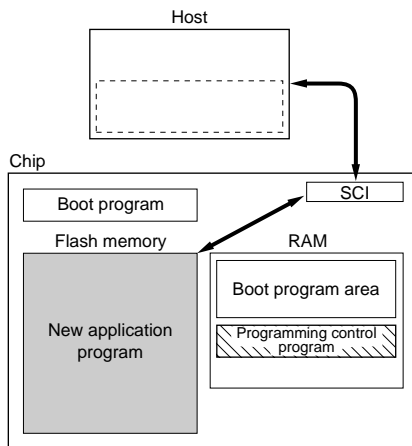 Host
Chip
SCI
Boot program
Flash memory
RAM
Boot program area
New application
program
Programming control
program